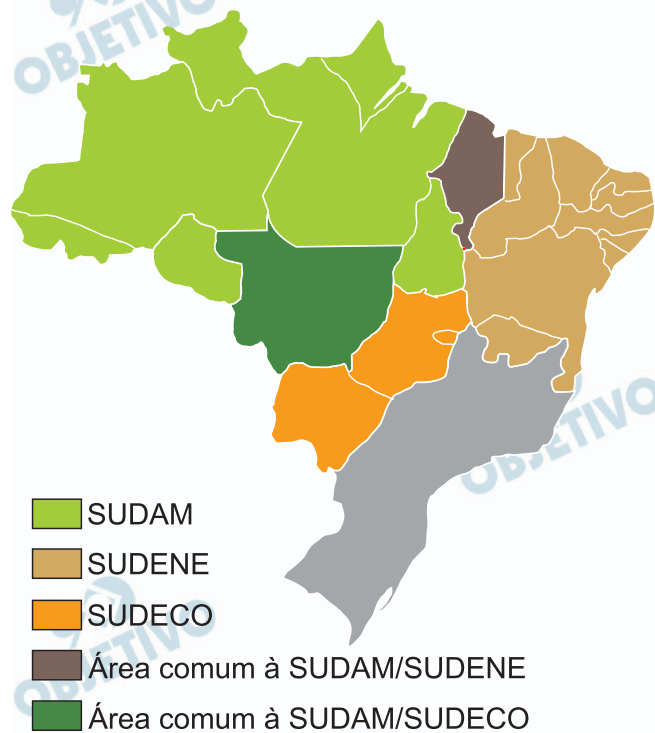 OBJETIVO
OBJETIVO
SUDAM
SUDENE
SUDECO
OBJETIVO
Área comum à SUDAM/SUDENE
Área comum à SUDAM/SUDECO